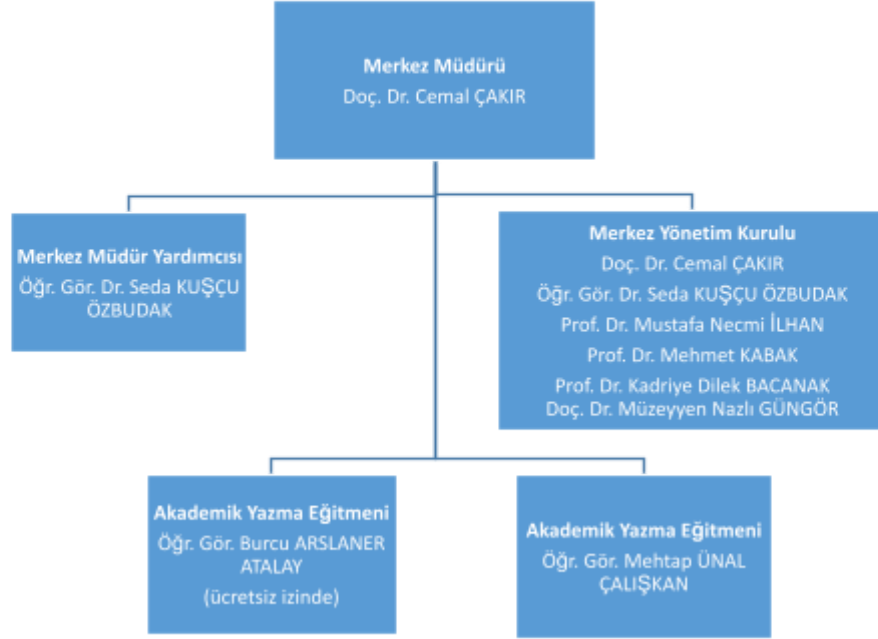 Merkez Müdürü
Doç. Dr. Cemal ÇAKIR
Merkez Müdür Yardımcısı
Öğr. Gör. Dr. Seda KUŞÇU
ÖZBUDAK
Merkez Yönetim Kurulu
Doç. Dr. Cemal ÇAKIR
Öğr. Gör. Dr. Seda KUŞÇU ÖZBUDAK
Prof. Dr. Mustafa Necmi İLHAN
Prof. Dr. Mehmet KABAK
Prof. Dr. Kadriye Dilek BACANAK
Doç. Dr. Müzeyyen Nazlı GÜNGÖR
Akademik Yazma Eğitmeni
Öğr. Gör. Burcu ARSLANER
ATALAY
(ücretsiz izinde)
Akademik Yazma Eğitmeni
Öğr. Gör. Mehtap ÜNAL
ÇALIŞKAN